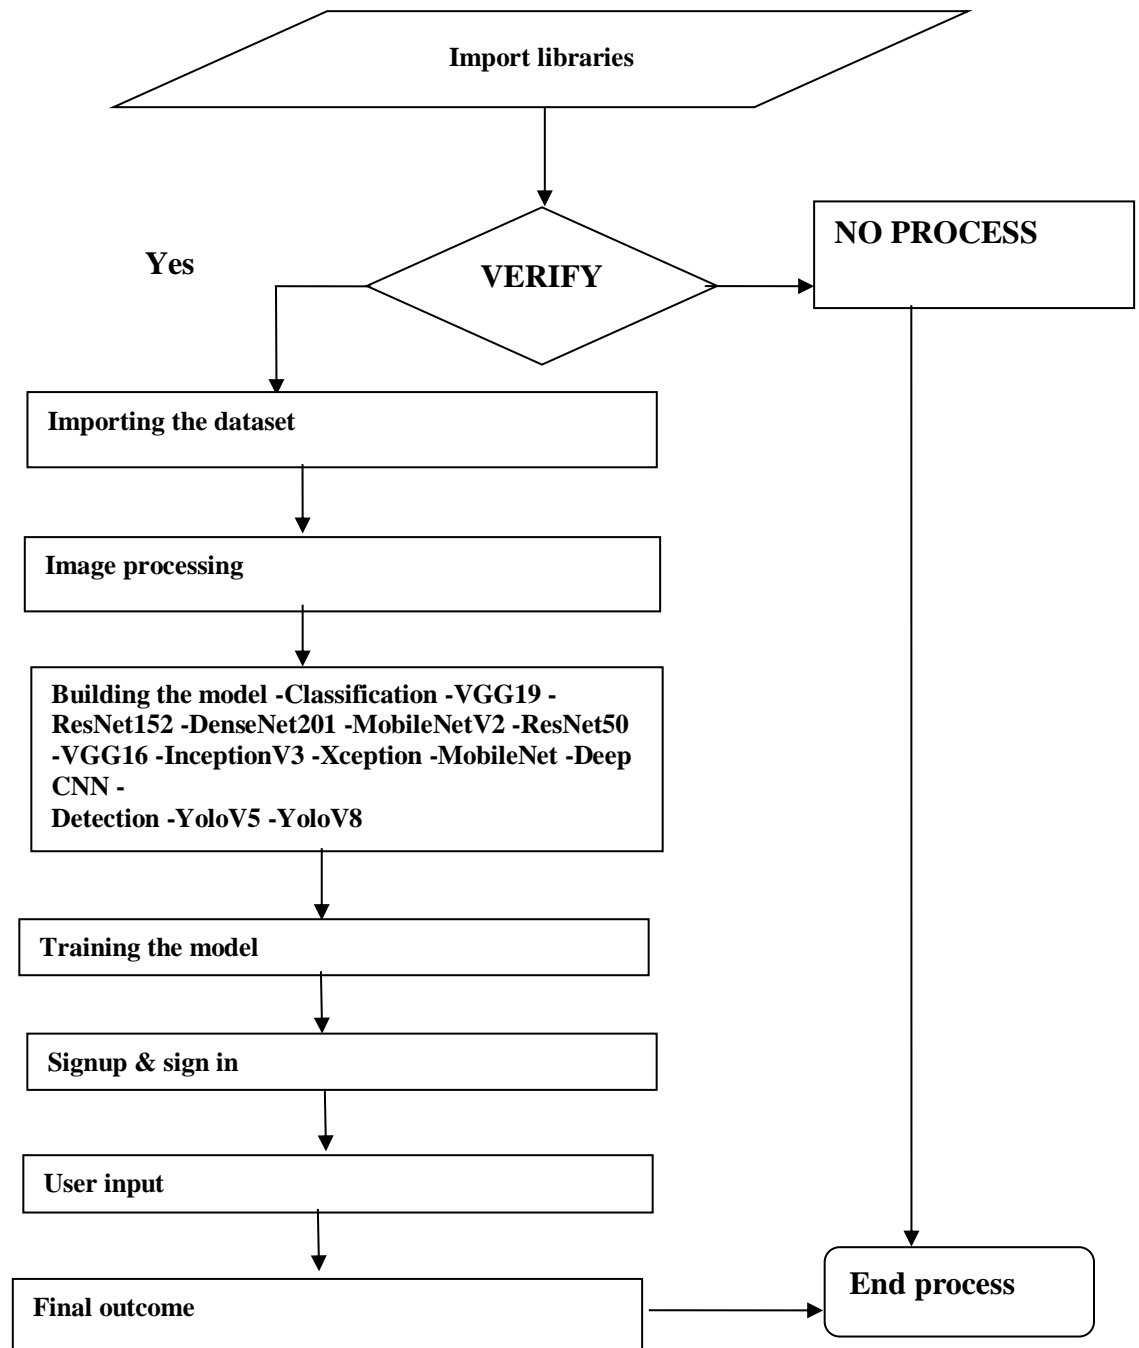 Import libraries
VERIFY
NO PROCESS
Yes
Importing the dataset
Image processing
Building the model -Classification -VGG19 -
ResNet152 -DenseNet201 -MobileNetV2 -ResNet50
-VGG16 -InceptionV3 -Xception -MobileNet -Deep
CNN -
Detection -YoloV5 -YoloV8
Training the model
Signup & sign in
User input
Final outcome
End process